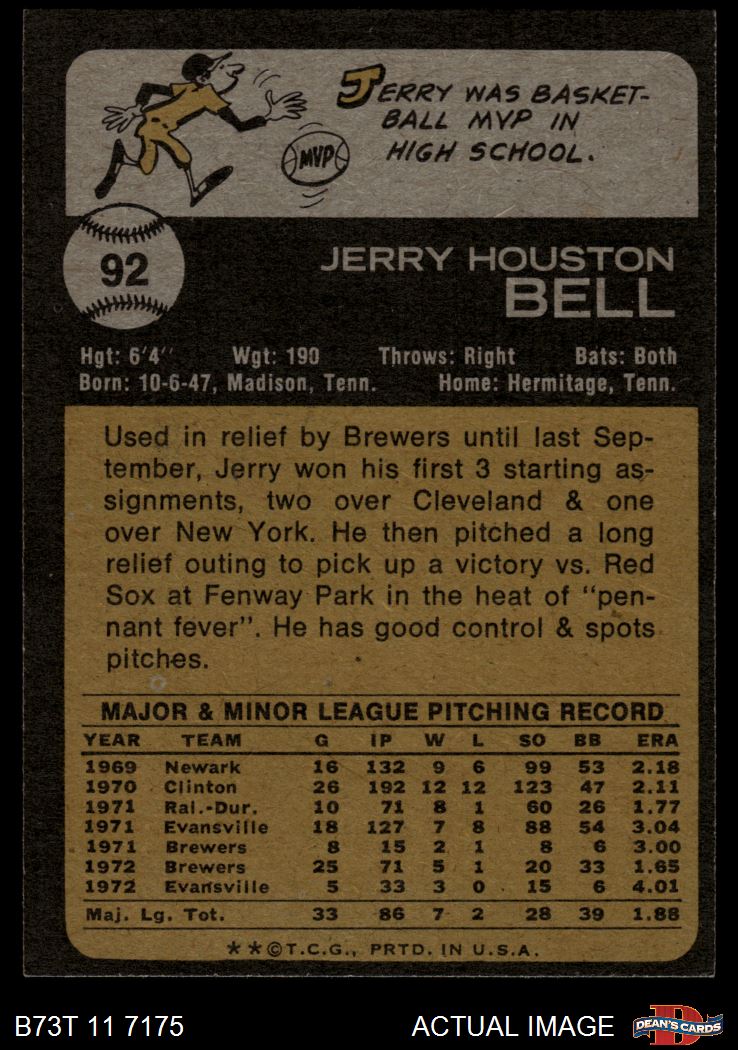 JERRY WAS BASKET-
BALL MVP IN
HIGH SCHOOL.
MVP
92
JERRY HOUSTON
BELL
Hgt: 6'4" Wgt: 190 Throws: Right Bats: Both
Born: 10-6-47, Madison, Tenn. Home: Hermitage, Tenn.
Used in relief by Brewers until last Sep-
tember, Jerry won his first 3 starting as-
signments, two over Cleveland & one
over New York. He then pitched a long
relief outing to pick up a victory vs. Red
Sox at Fenway Park in the heat of "pen-
nant fever". He has good control & spots
pitches.
MAJOR & MINOR LEAGUE PITCHING RECORD
YEAR TEAM G IP W L SO BB ERA
1969 Newark 16 132 9 6 99 53 2.18
1970 Clinton 26 192 12 12 123 47 2.11
1971 Ral.-Dur. 10 71 8 1 60 26 1.77
1971 Evansville 18 127 7 8 88 54 3.04
1971 Brewers 8 15 2 1 8 6 3.00
1972 Brewers 25 71 5 1 20 33 1.65
1972 Evansville 5 33 3 0 15 6 4.01
Maj. Lg. Tot. 33 86 7 2 28 39 1.88
**©T.C.G., PRTD. IN U.S.A.
B73T 11 7175 ACTUAL IMAGE D DEAN'S CARDS